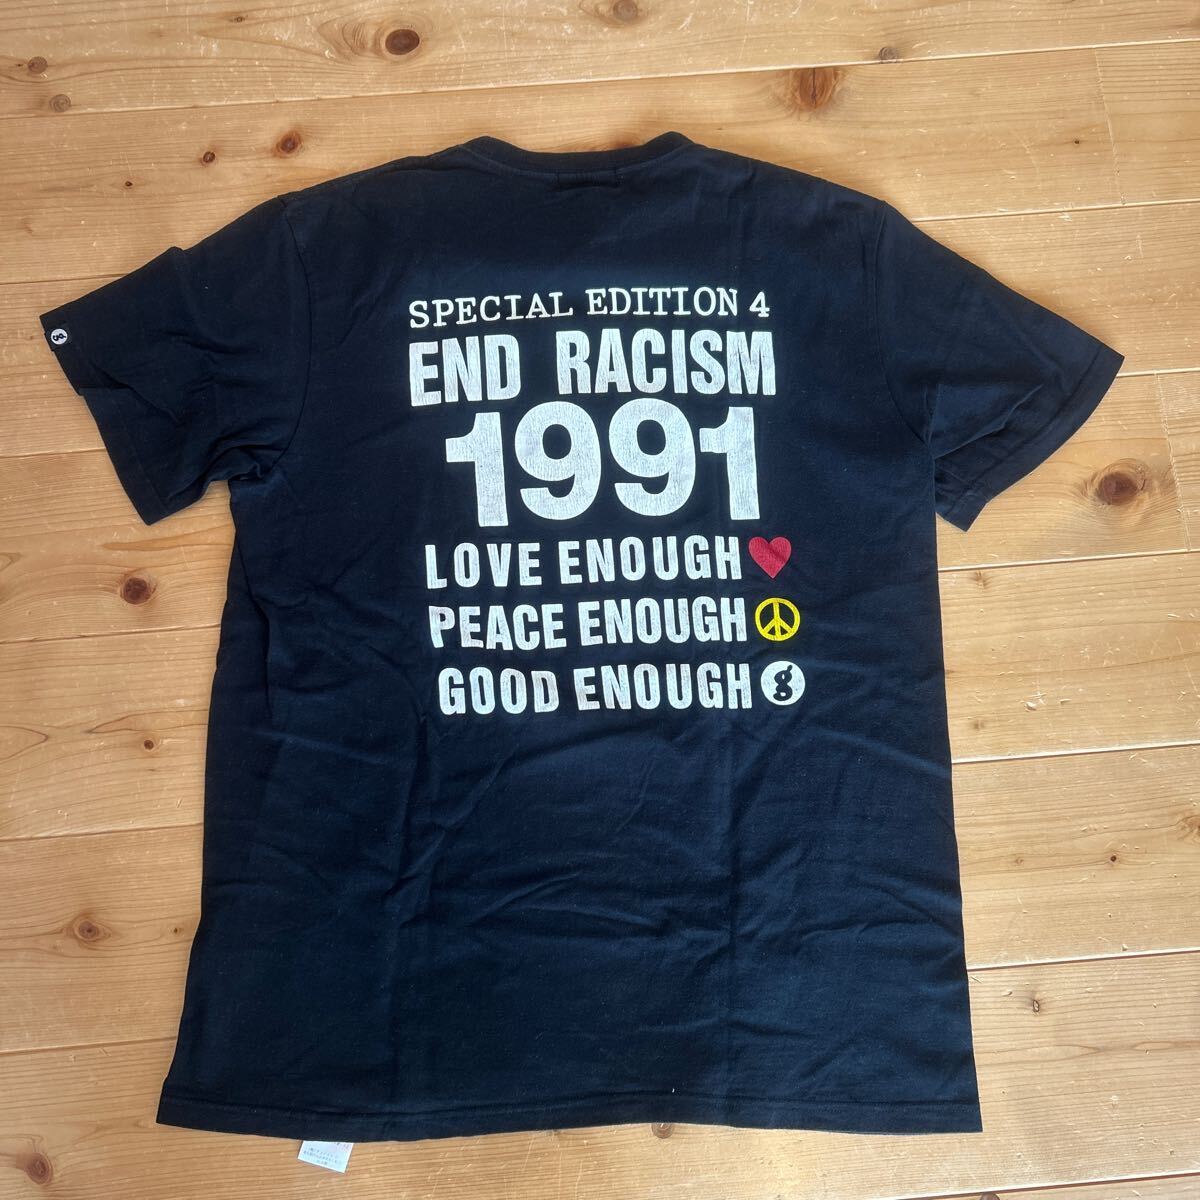 SPECIAL EDITION 4
END RACISM
1991
LOVE ENOUGH
PEACE ENOUGH
GOOD ENOUGH g
g